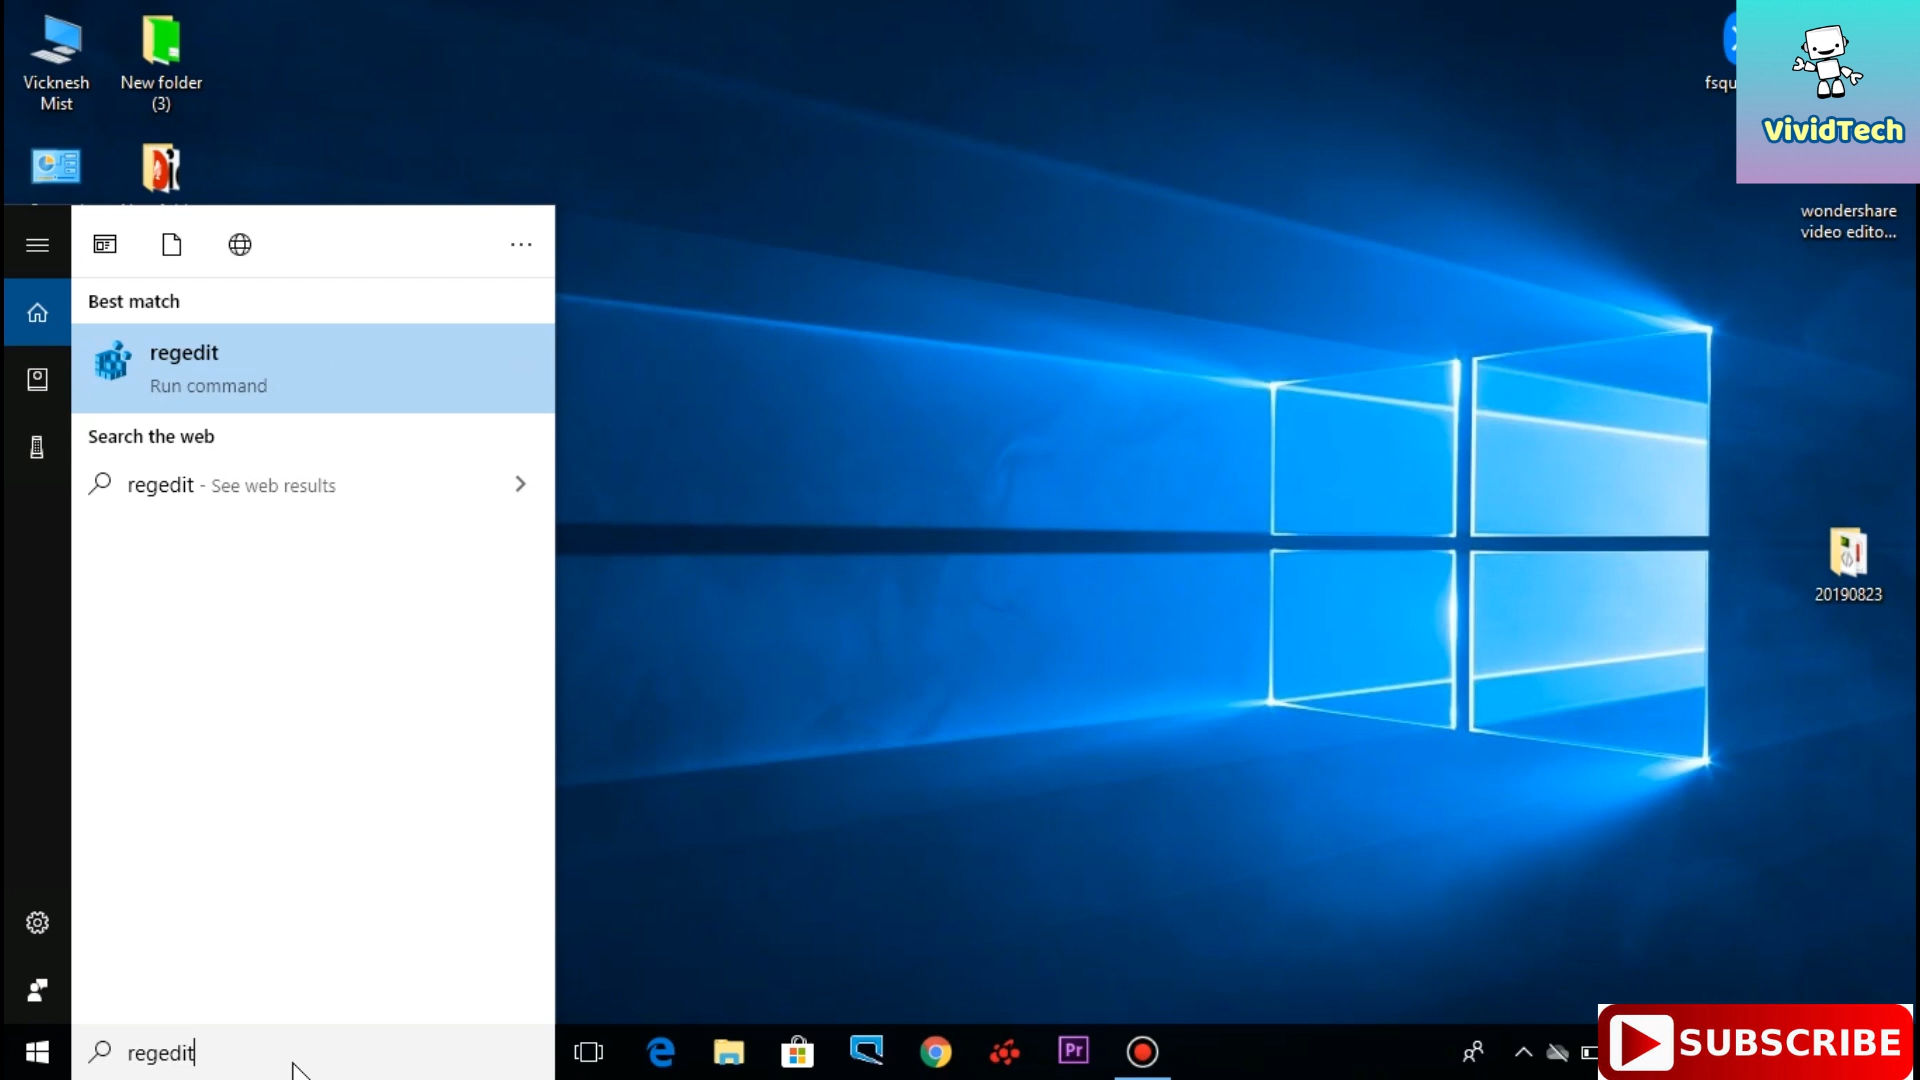 Vicknesh
Mist
New folder
(3)
fsqu
VividTech
wondershare
video edito...
Best match
regedit
Run command
Search the web
regedit - See web results
20190823
regedit
Pr
SUBSCRIBE